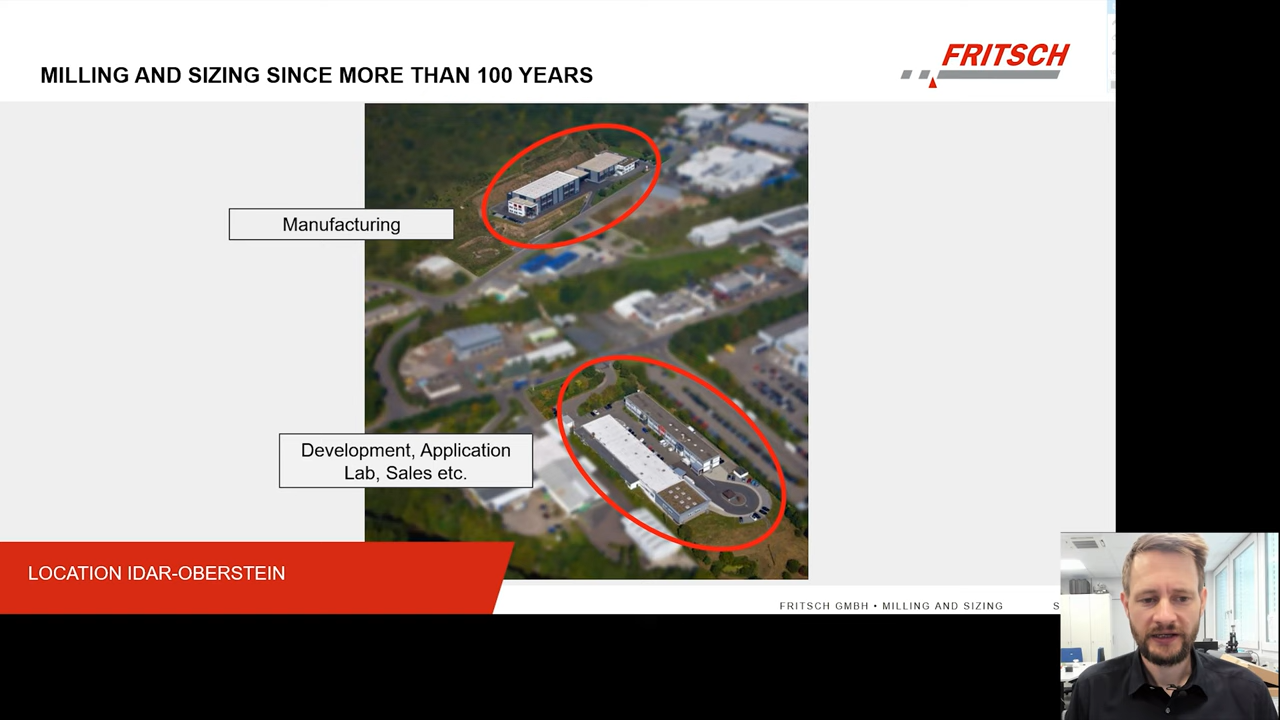 MILLING AND SIZING SINCE MORE THAN 100 YEARS
FRITSCH
Manufacturing
Development, Application
Lab, Sales etc.
LOCATION IDAR-OBERSTEIN
FRITSCH GMBH • MILLING AND SIZING
S